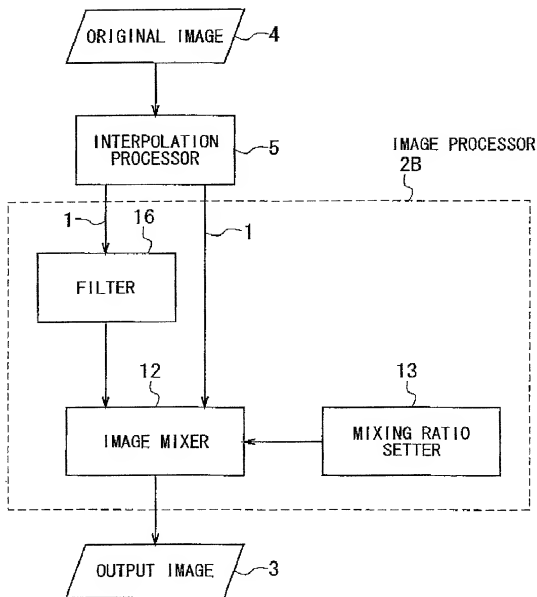 ORIGINAL IMAGE
4
INTERPOLATION
PROCESSOR
5
IMAGE PROCESSOR
2B
1
16
1
FILTER
12
13
IMAGE MIXER
MIXING RATIO
SETTER
OUTPUT IMAGE
3